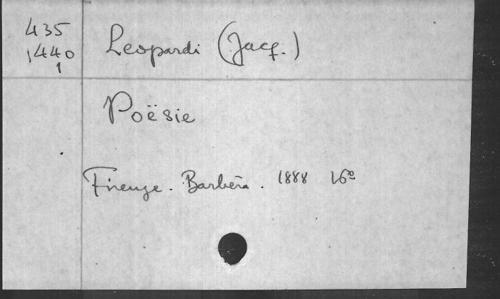 435
1440
1
Leopardi (Jacq.)
Poësie
Firenze. Barbèra. 1888 16º